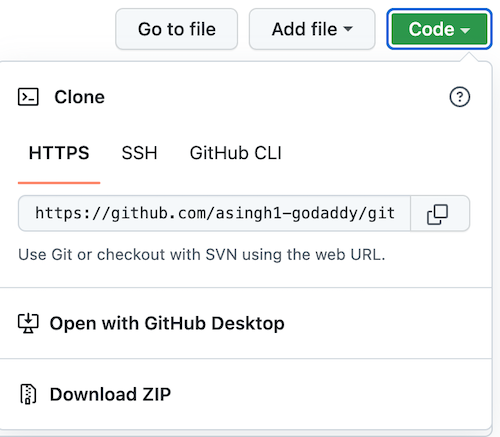 Go to file Add file Code
Clone
HTTPS SSH GitHub CLI
https://github.com/asingh1-godaddy/git
Use Git or checkout with SVN using the web URL.
Open with GitHub Desktop
Download ZIP